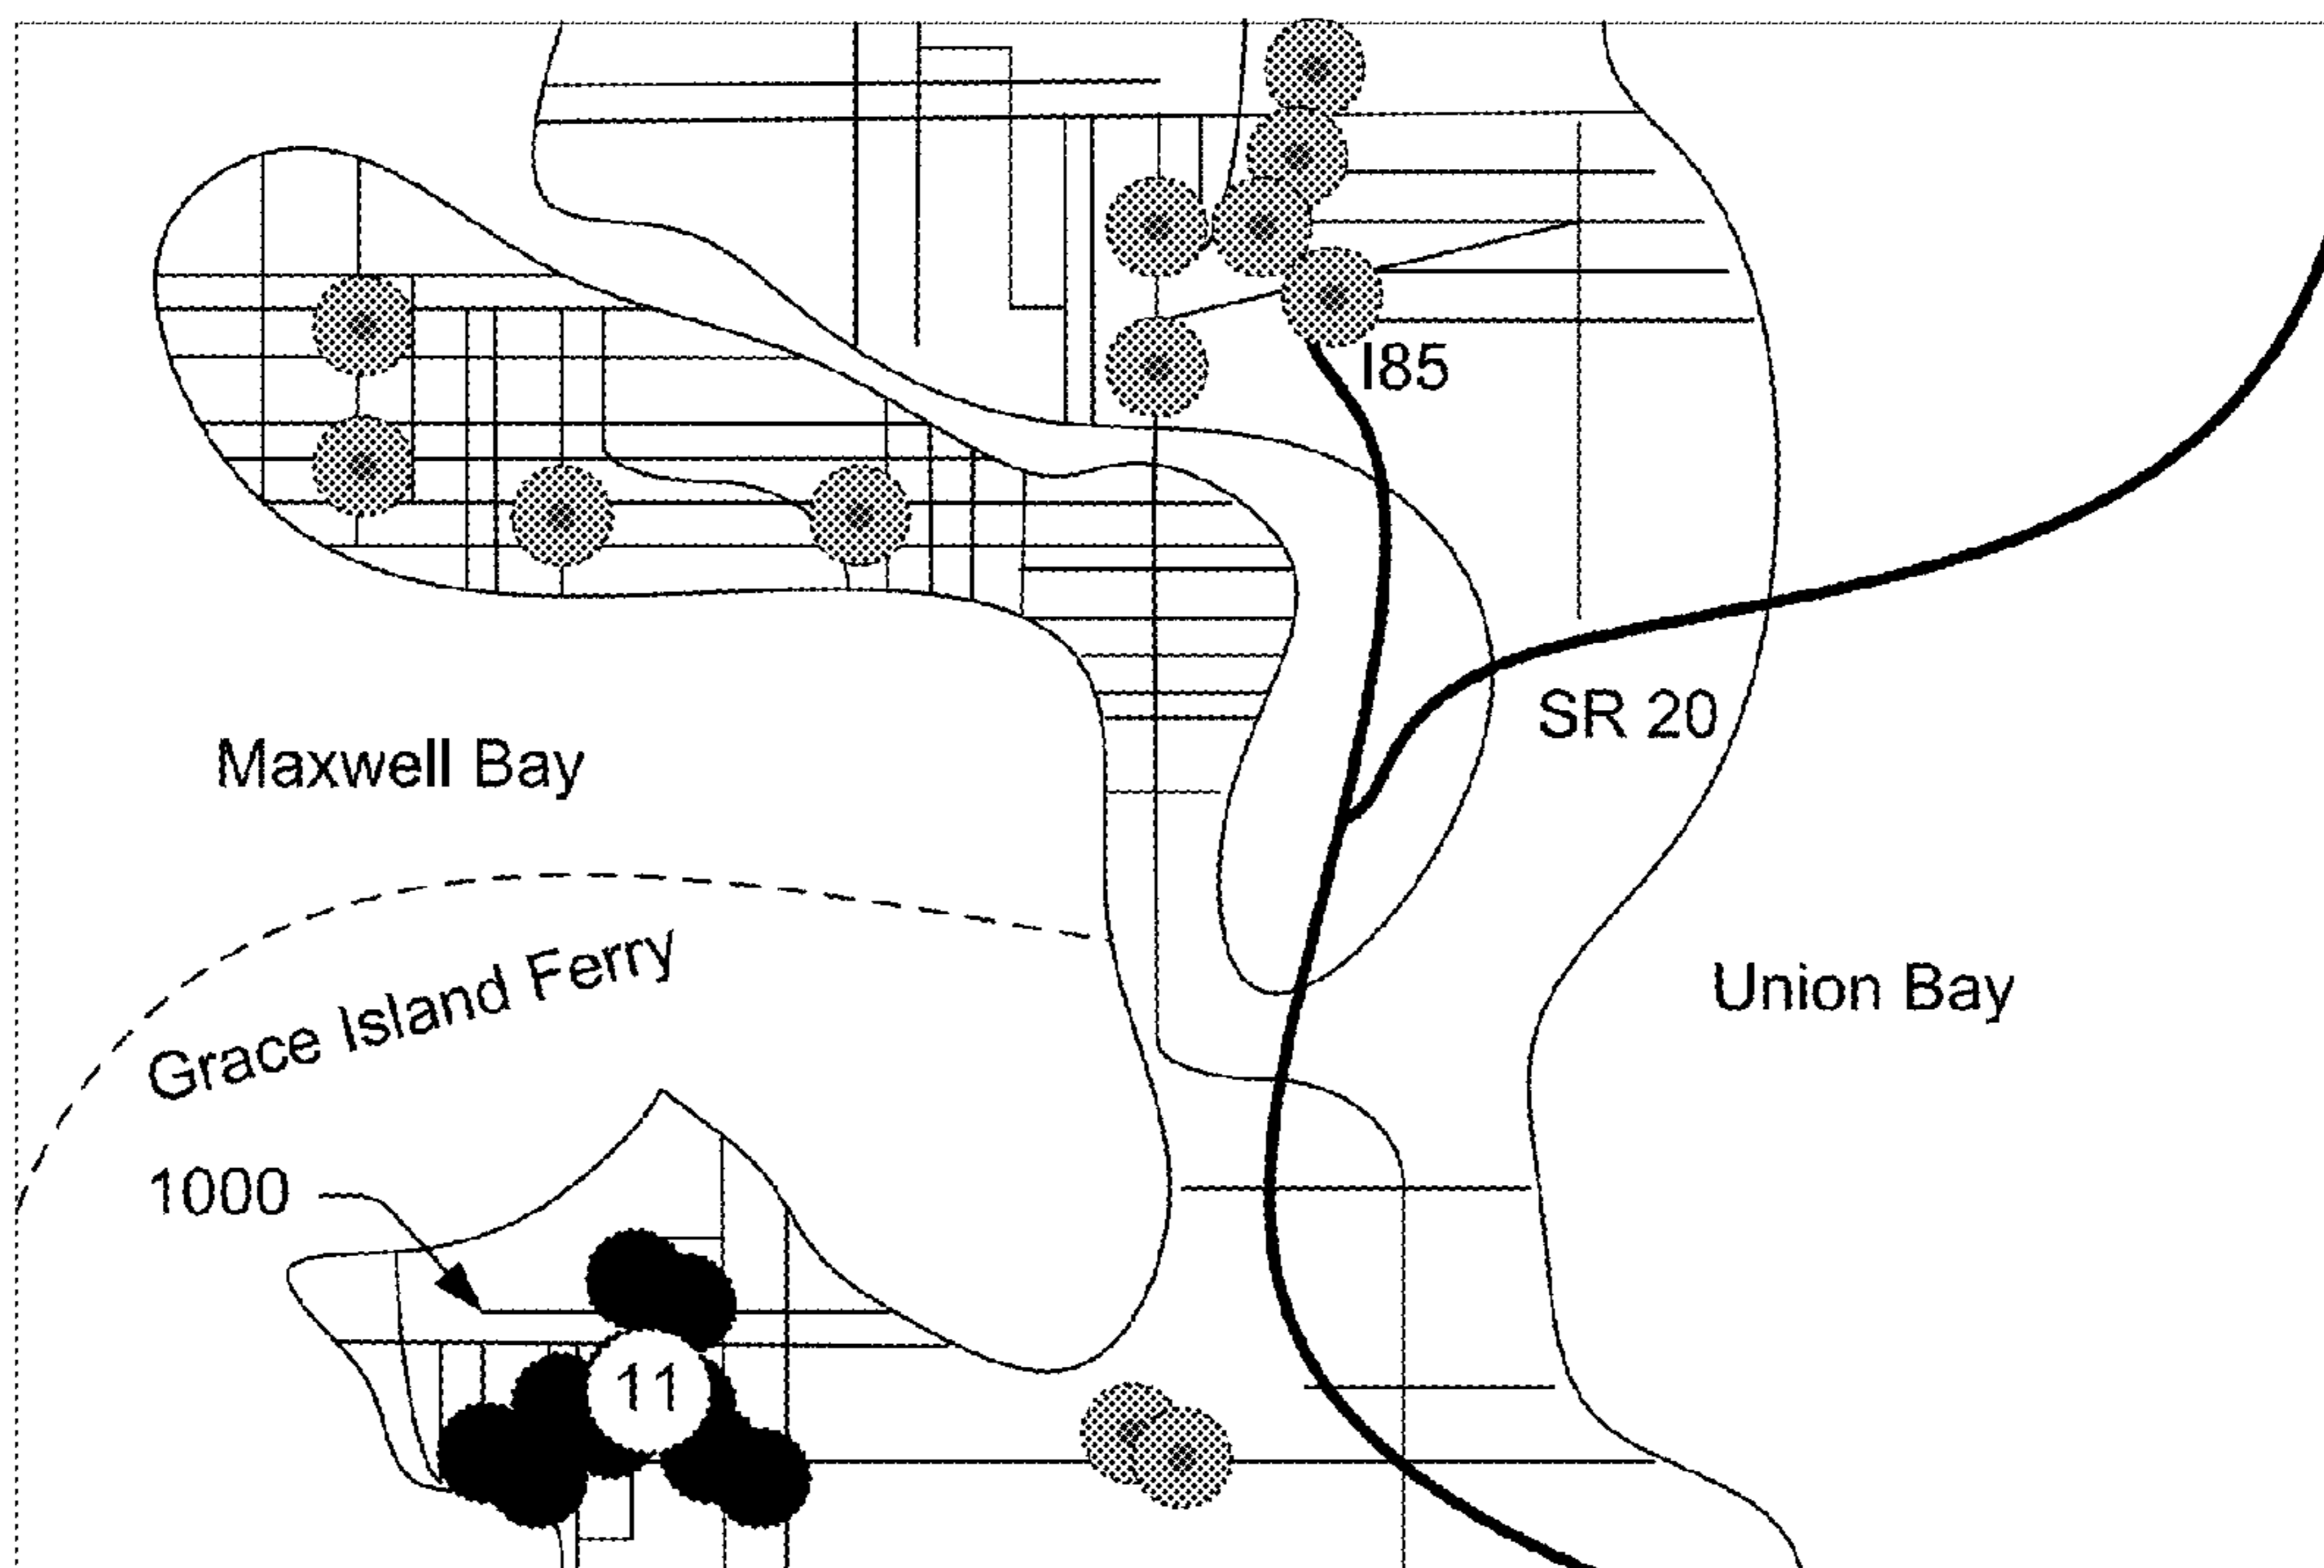 I85
SR 20
Maxwell Bay
Grace Island Ferry
Union Bay
1000
11